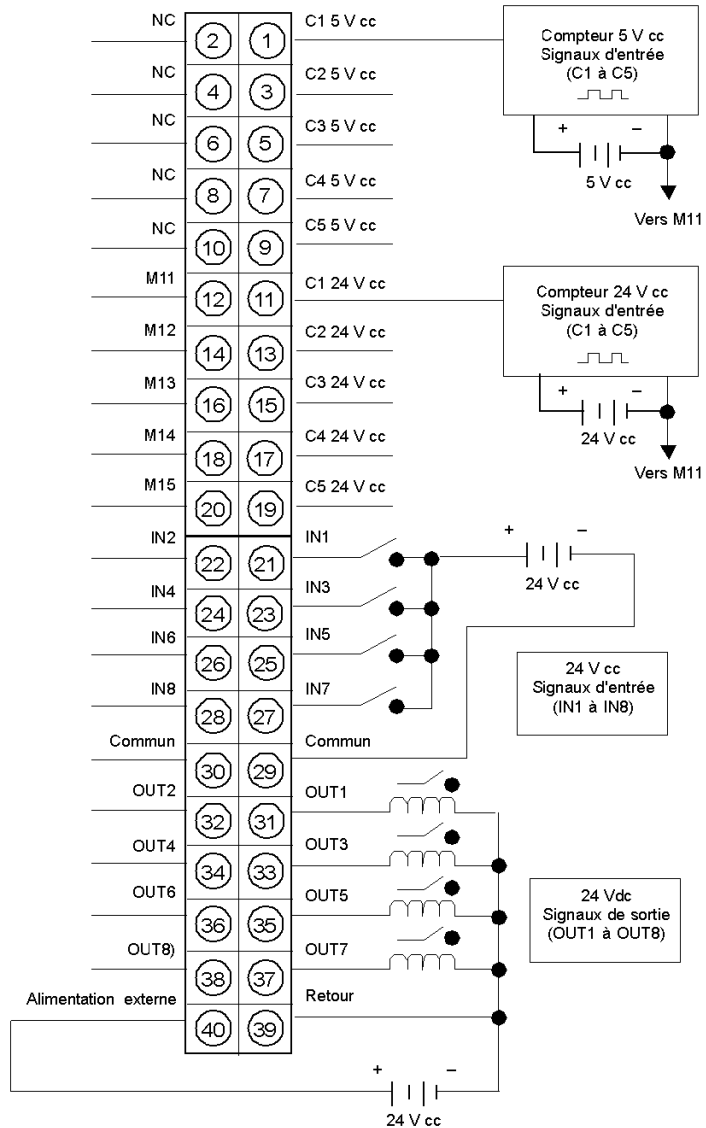 NC 2 1 C1 5 V cc
Compteur 5 V cc
Signaux d'entrée
(C1 à C5)
NC 4 3 C2 5 V cc
NC 6 5 C3 5 V cc
+ −
5 V cc
NC 8 7 C4 5 V cc
Vers M11
NC 10 9 C5 5 V cc
M11 12 11 C1 24 V cc
Compteur 24 V cc
Signaux d'entrée
(C1 à C5)
M12 14 13 C2 24 V cc
M13 16 15 C3 24 V cc
+ −
24 V cc
M14 18 17 C4 24 V cc
Vers M11
M15 20 19 C5 24 V cc
IN2 22 21 IN1
+ −
24 V cc
IN4 24 23 IN3
IN6 26 25 IN5
24 V cc
Signaux d'entrée
(IN1 à IN8)
IN8 28 27 IN7
Commun 30 29 Commun
OUT2 32 31 OUT1
OUT4 34 33 OUT3
OUT6 36 35 OUT5
24 Vdc
Signaux de sortie
(OUT1 à OUT8)
OUT8) 38 37 OUT7
Alimentation externe 40 39 Retour
+ −
24 V cc